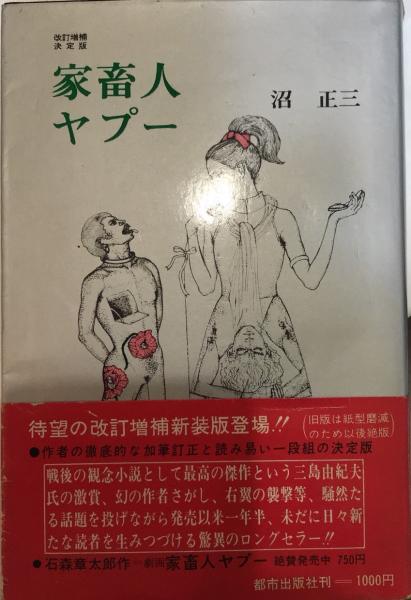 改訂増補
決定版
家畜人
ヤプー
沼 正三
待望の改訂増補新装版登場!!
(旧版は紙型磨滅
のため以後絶版)
●作者の徹底的な加筆訂正と読み易い一段組の決定版
戦後の観念小説として最高の傑作という三島由紀夫
氏の激賞、幻の作者さがし、右翼の襲撃等、騒然た
る話題を投げながら発売以来一年半、未だに日々新
たな読者を生みつづける驚異のロングセラー!!
●石森章太郎作=劇画家畜人ヤプー 絶賛発売中 750円
都市出版社刊══1000円